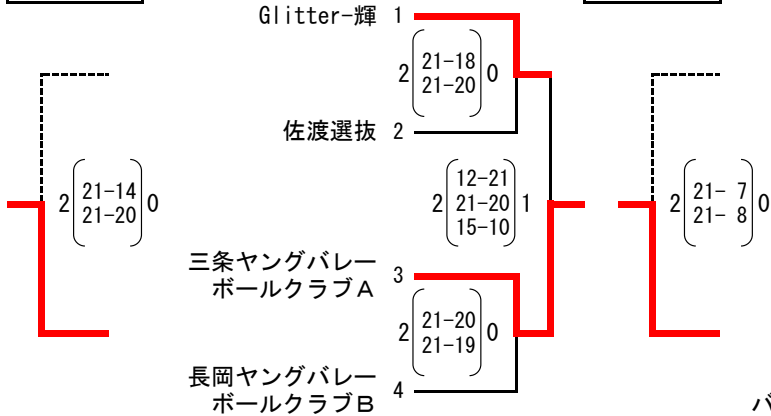 Glitter-輝 1
2 21-18 0
21-20
佐渡選抜 2
2 21-14 0
21-20
2 12-21 1
21-20
15-10
2 21- 7 0
21- 8
三条ヤングバレー
ボールクラブA 3
2 21-20 0
21-19
長岡ヤングバレー
ボールクラブB 4
バ